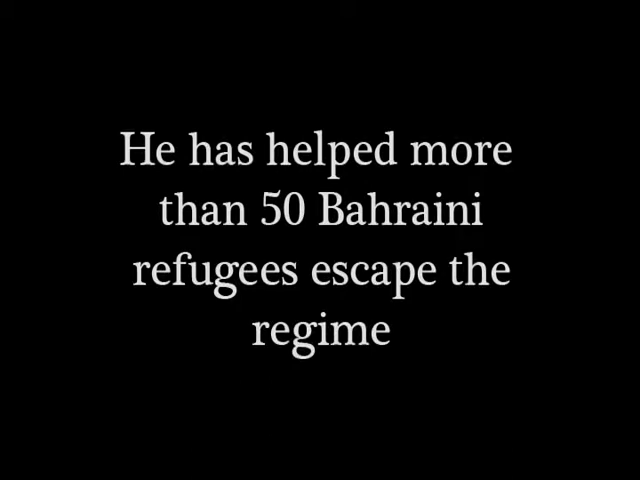 He has helped more
than 50 Bahraini
refugees escape the
regime